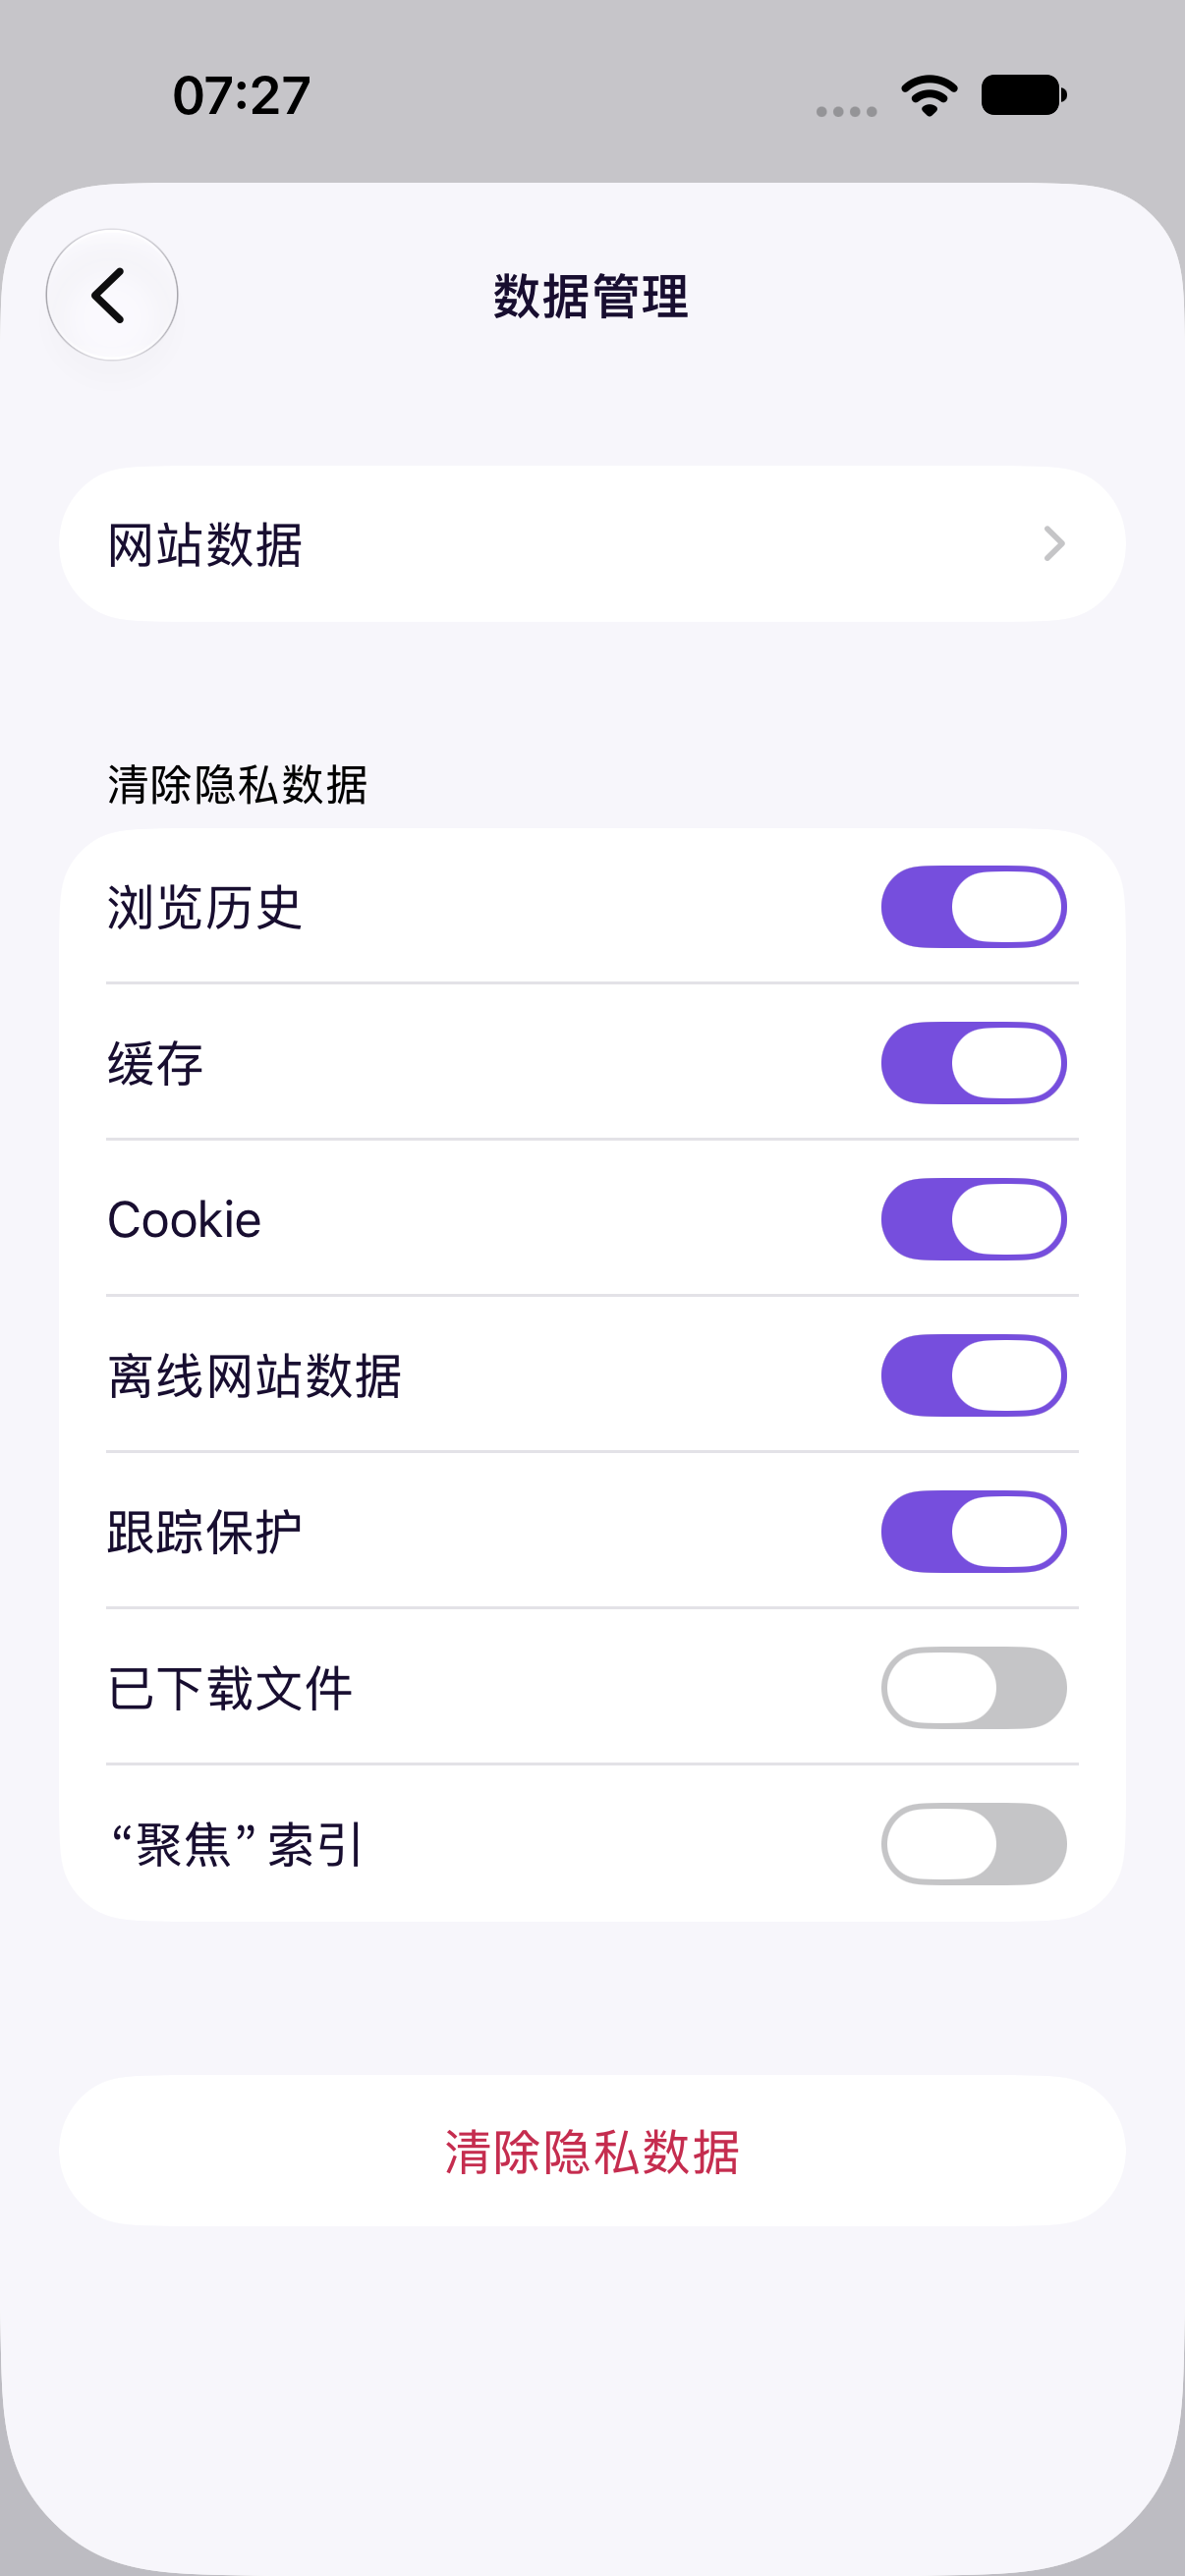 07:27
数据管理
网站数据
清除隐私数据
浏览历史
缓存
Cookie
离线网站数据
跟踪保护
已下载文件
“聚焦” 索引
清除隐私数据